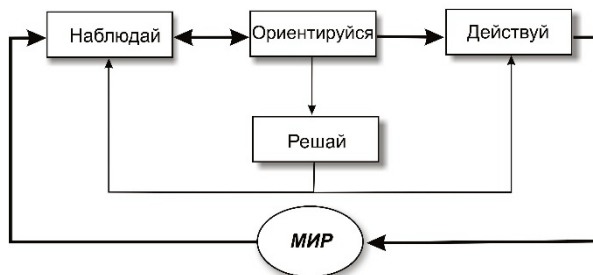 Наблюдай
Ориентируйся
Действуй
Решай
МИР